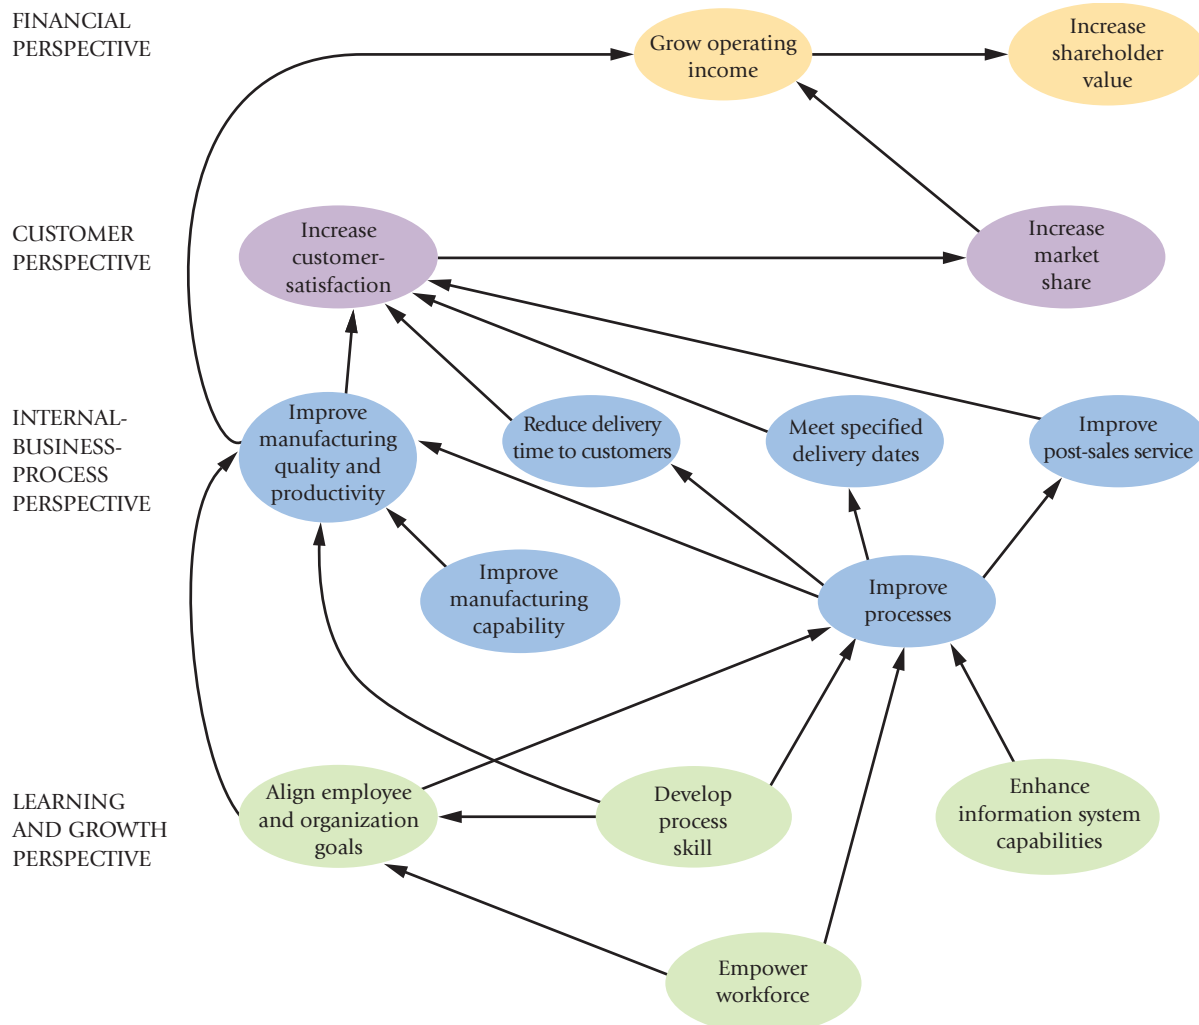 FINANCIAL
PERSPECTIVE
Grow operating
income
Increase
shareholder
value
CUSTOMER
PERSPECTIVE
Increase
customer-
satisfaction
Increase
market
share
INTERNAL-
BUSINESS-
PROCESS
PERSPECTIVE
Improve
manufacturing
quality and
productivity
Reduce delivery
time to customers
Meet specified
delivery dates
Improve
post-sales service
Improve
manufacturing
capability
Improve
processes
LEARNING
AND GROWTH
PERSPECTIVE
Align employee
and organization
goals
Develop
process
skill
Enhance
information system
capabilities
Empower
workforce